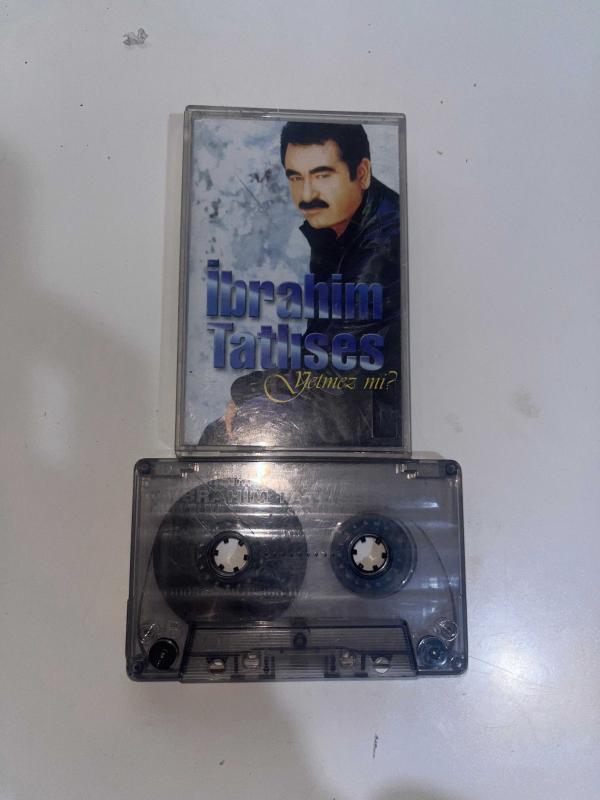 İbrahim
Tatlıses
Yetmez mi?